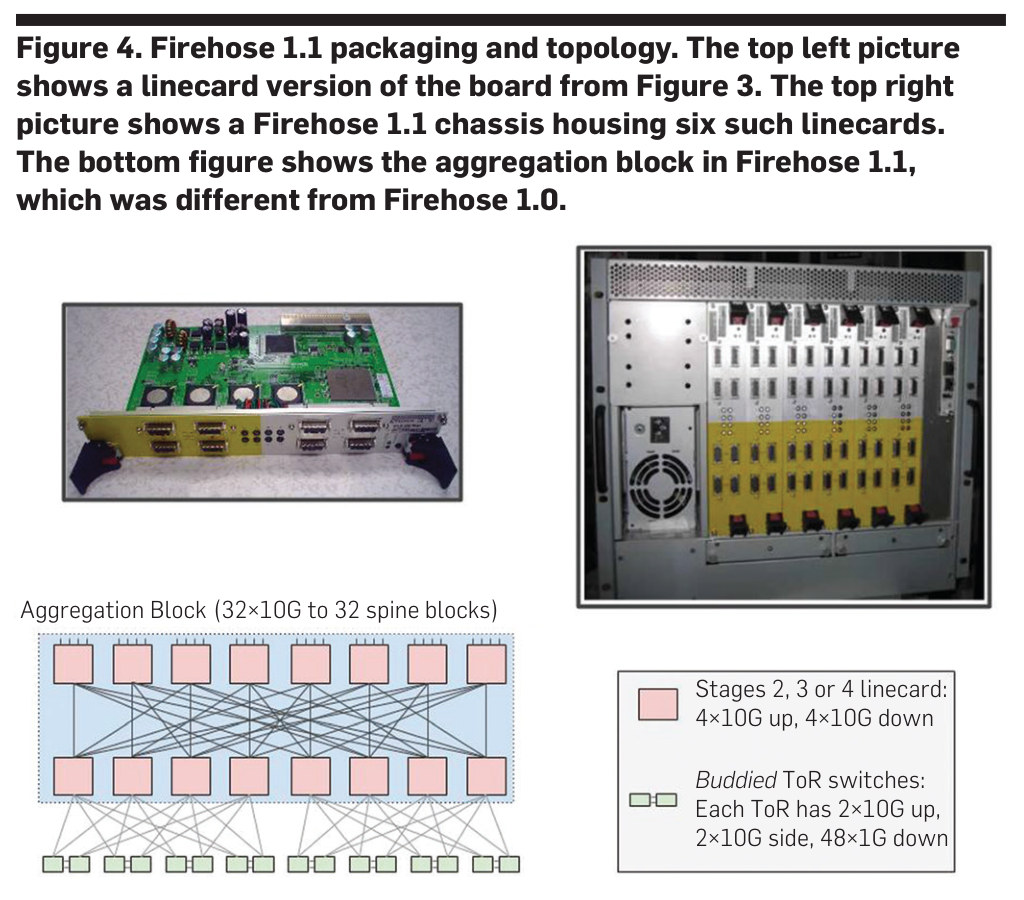 Figure 4. Firehose 1.1 packaging and topology. The top left picture
shows a linecard version of the board from Figure 3. The top right
picture shows a Firehose 1.1 chassis housing six such linecards.
The bottom figure shows the aggregation block in Firehose 1.1,
which was different from Firehose 1.0.
Aggregation Block (32×10G to 32 spine blocks)
Stages 2, 3 or 4 linecard:
4×10G up, 4×10G down
Buddied ToR switches:
Each ToR has 2×10G up,
2×10G side, 48×1G down